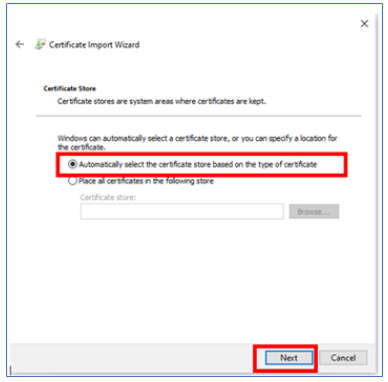 Certificate Import Wizard
Certificate Store
Certificate stores are system areas where certificates are kept.
Windows can automatically select a certificate store, or you can specify a location for
the certificate.
Automatically select the certificate store based on the type of certificate
Place all certificates in the following store
Certificate store:
Browse...
Next Cancel